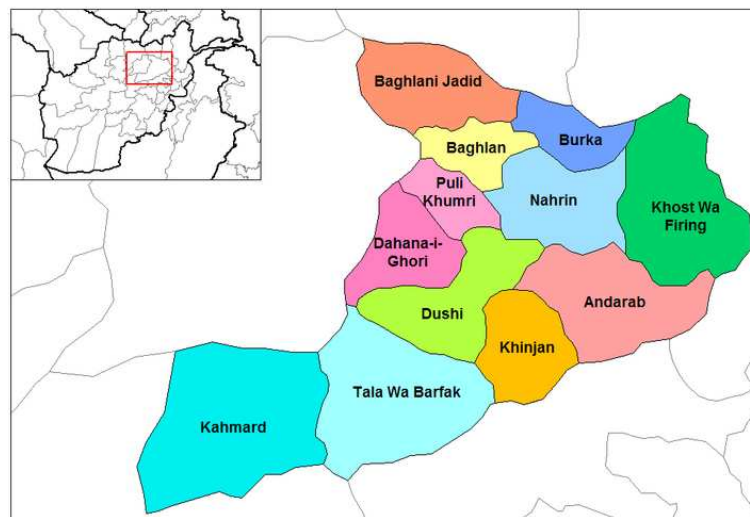 Baghlani Jadid
Baghlan
Burka
Puli
Khumri
Nahrin
Khost Wa
Firing
Dahana-i-
Ghori
Dushi
Andarab
Khinjan
Tala Wa Barfak
Kahmard